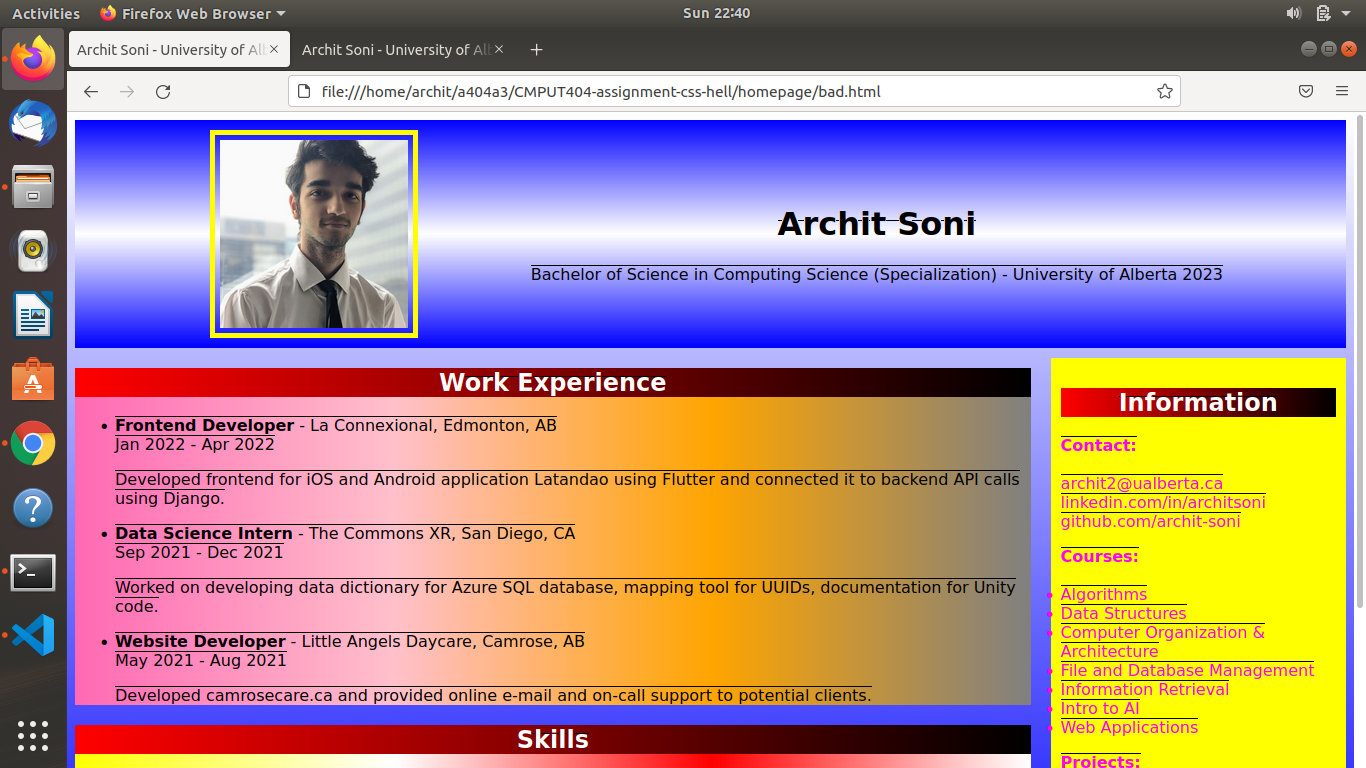 Activities
Firefox Web Browser
Sun 22:40
Archit Soni - University of Alb
Archit Soni - University of Alb
file:///home/archit/a404a3/CMPUT404-assignment-css-hell/homepage/bad.html
Archit Soni
Bachelor of Science in Computing Science (Specialization) - University of Alberta 2023
Work Experience
• Frontend Developer - La Connexional, Edmonton, AB
Jan 2022 - Apr 2022
Developed frontend for iOS and Android application Latandao using Flutter and connected it to backend API calls
using Django.
• Data Science Intern - The Commons XR, San Diego, CA
Sep 2021 - Dec 2021
Worked on developing data dictionary for Azure SQL database, mapping tool for UUIDs, documentation for Unity
code.
• Website Developer - Little Angels Daycare, Camrose, AB
May 2021 - Aug 2021
Developed camrosecare.ca and provided online e-mail and on-call support to potential clients.
Skills
Information
Contact:
archit2@ualberta.ca
linkedin.com/in/architsoni
github.com/archit-soni
Courses:
• Algorithms
• Data Structures
• Computer Organization &
Architecture
• File and Database Management
• Information Retrieval
• Intro to AI
• Web Applications
Projects: